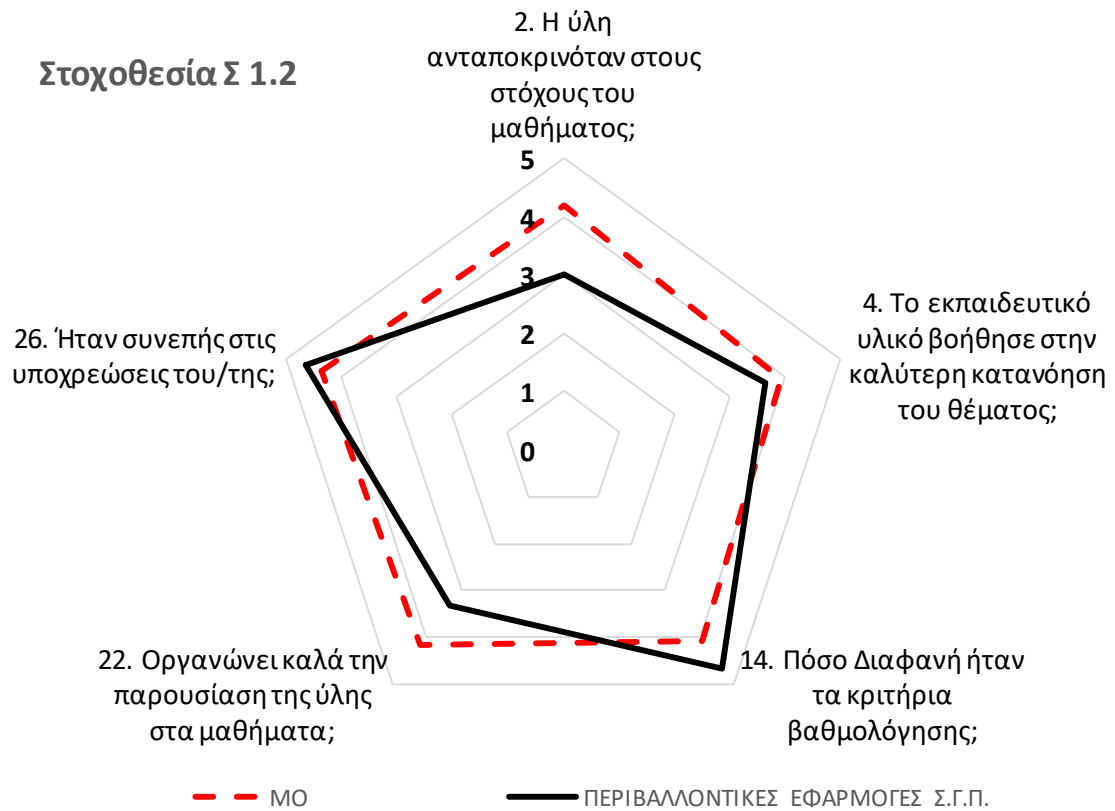 Στοχοθεσία Σ 1.2
2. Η ύλη
ανταποκρινόταν στους
στόχους του
μαθήματος;
5
4
3
2
1
0
4. Το εκπαιδευτικό
υλικό βοήθησε στην
καλύτερη κατανόηση
του θέματος;
26. Ήταν συνεπής στις
υποχρεώσεις του/της;
22. Οργανώνει καλά την
παρουσίαση της ύλης
στα μαθήματα;
14. Πόσο Διαφανή ήταν
τα κριτήρια
βαθμολόγησης;
ΜΟ
ΠΕΡΙΒΑΛΛΟΝΤΙΚΕΣ ΕΦΑΡΜΟΓΕΣ Σ.Γ.Π.